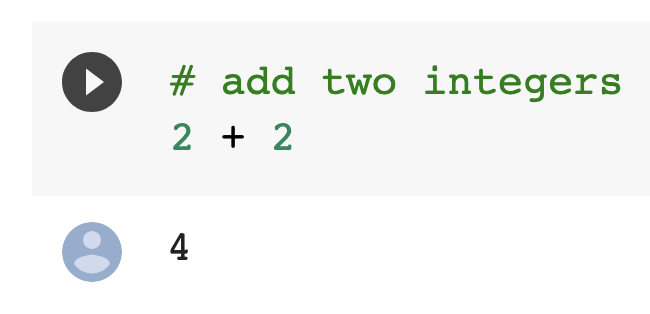 # add two integers
2 + 2
4